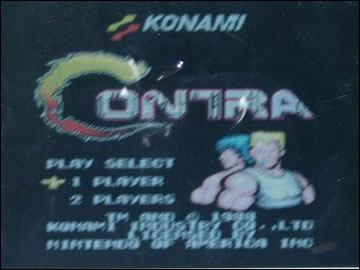 KONAMI
CONTRA
PLAY SELECT
1 PLAYER
2 PLAYERS
TM AND © 1988
KONAMI INDUSTRY CO.,LTD
LICENSED
NINTENDO OF AMERICA INC